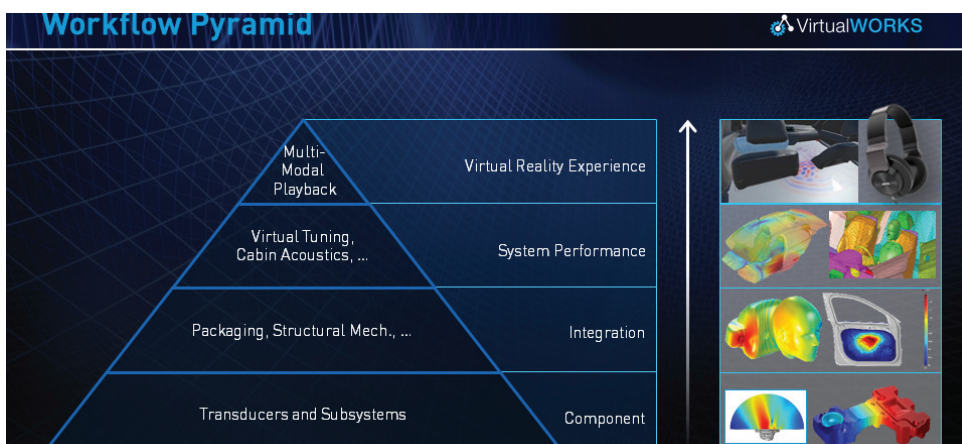 Workflow Pyramid
VirtualWORKS
Multi-
Modal
Playback
Virtual Reality Experience
Virtual Tuning,
Cabin Acoustics, ...
System Performance
Packaging, Structural Mech., ...
Integration
Transducers and Subsystems
Component